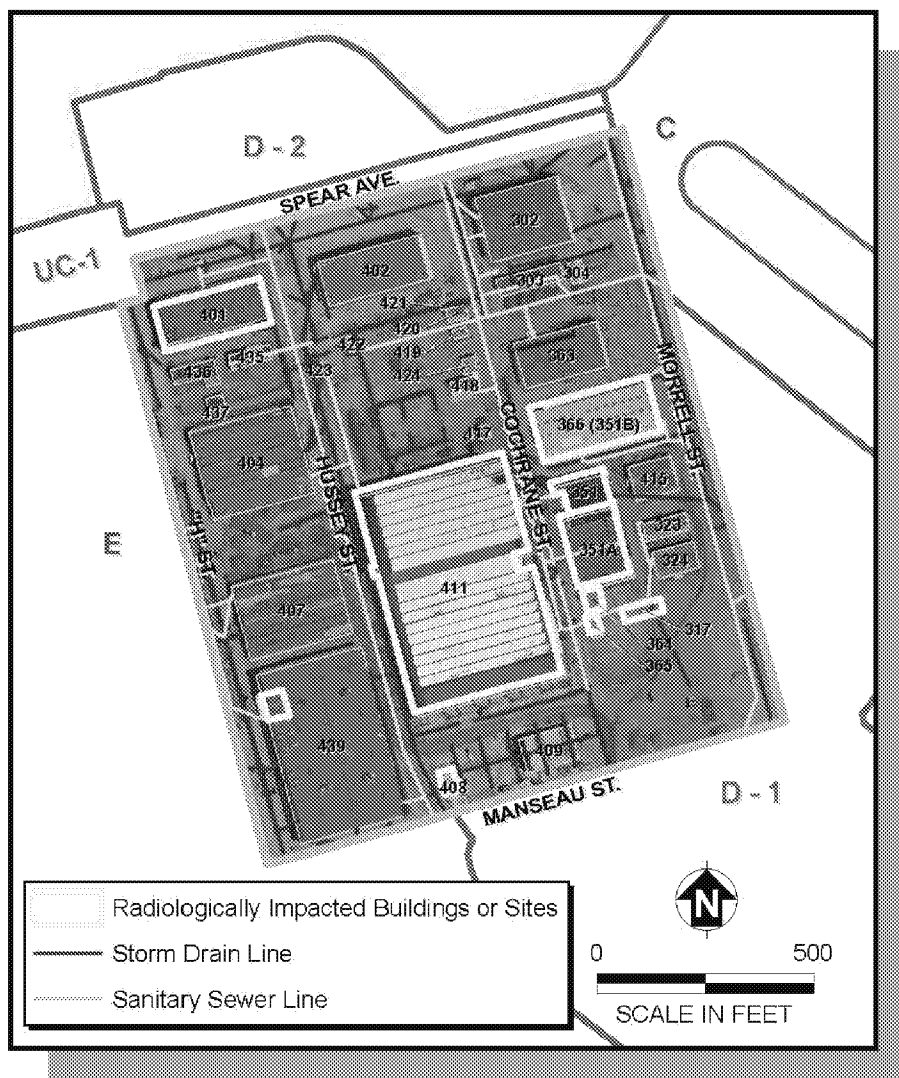 C
D - 2
SPEAR AVE.
UC-1
302
402
303
304
401
421
420
422
419
435
436
423
424
418
363
437
MORRELL ST.
COCHRANE ST.
366 (351B)
417
404
HUSSEY ST.
415
351
"H" ST.
E
323
351A
324
411
407
317
364
365
439
409
408
MANSEAU ST.
D - 1
N
Radiologically Impacted Buildings or Sites
Storm Drain Line
Sanitary Sewer Line
0 500
SCALE IN FEET